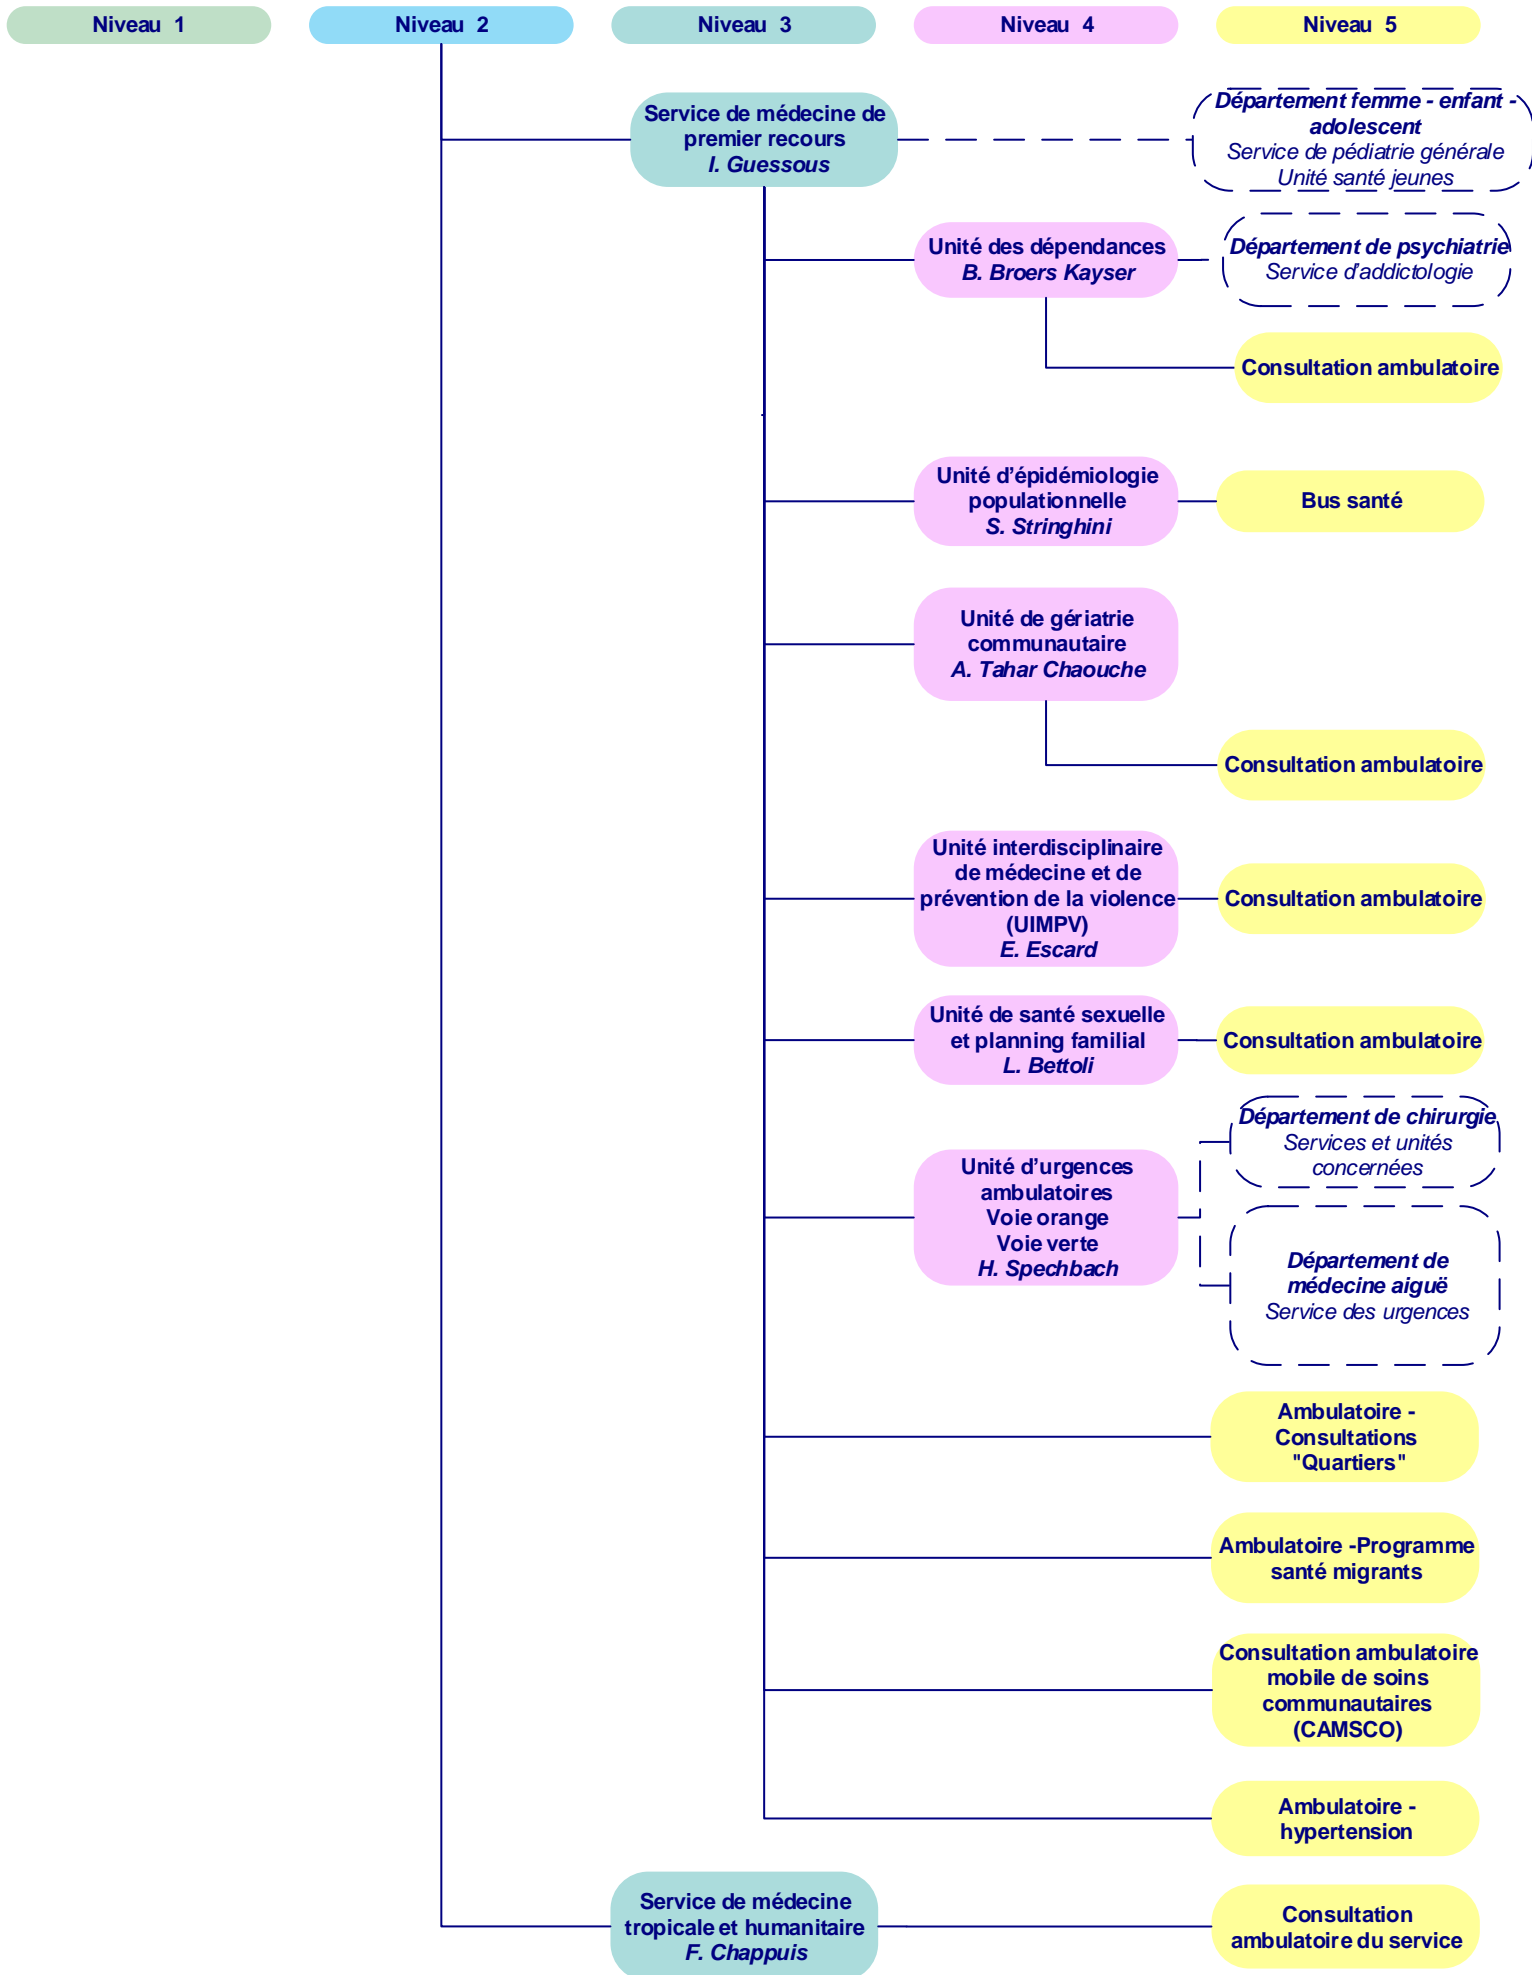 Niveau 1
Niveau 2
Niveau 3
Niveau 4
Niveau 5
Service de médecine de
premier recours
I. Guessous
Département femme - enfant -
adolescent
Service de pédiatrie générale
Unité santé jeunes
Unité des dépendances
B. Broers Kayser
Département de psychiatrie
Service d'addictologie
Consultation ambulatoire
Unité d’épidémiologie
populationnelle
S. Stringhini
Bus santé
Unité de gériatrie
communautaire
A. Tahar Chaouche
Consultation ambulatoire
Unité interdisciplinaire
de médecine et de
prévention de la violence
(UIMPV)
E. Escard
Consultation ambulatoire
Unité de santé sexuelle
et planning familial
L. Bettoli
Consultation ambulatoire
Département de chirurgie
Services et unités
concernées
Unité d’urgences
ambulatoires
Voie orange
Voie verte
H. Spechbach
Département de
médecine aiguë
Service des urgences
Ambulatoire -
Consultations
"Quartiers"
Ambulatoire -Programme
santé migrants
Consultation ambulatoire
mobile de soins
communautaires
(CAMSCO)
Ambulatoire -
hypertension
Service de médecine
tropicale et humanitaire
F. Chappuis
Consultation
ambulatoire du service